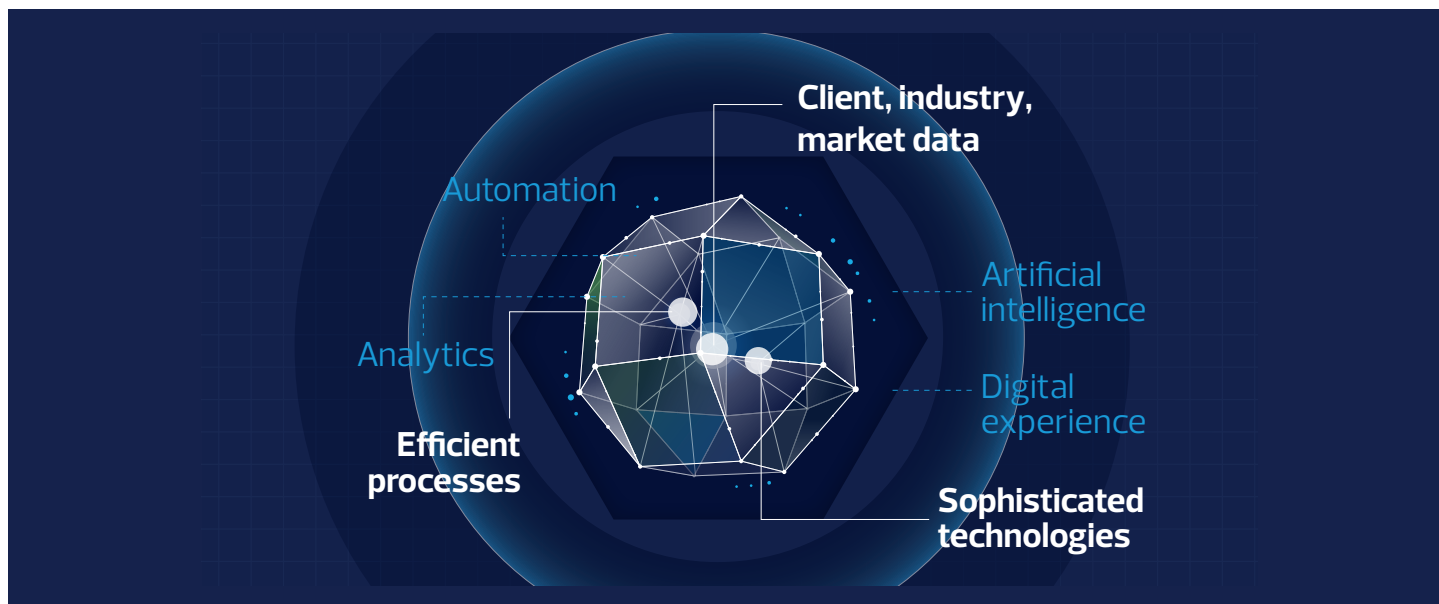 Client, industry,
market data
Automation
Artificial
intelligence
Analytics
Digital
experience
Efficient
processes
Sophisticated
technologies